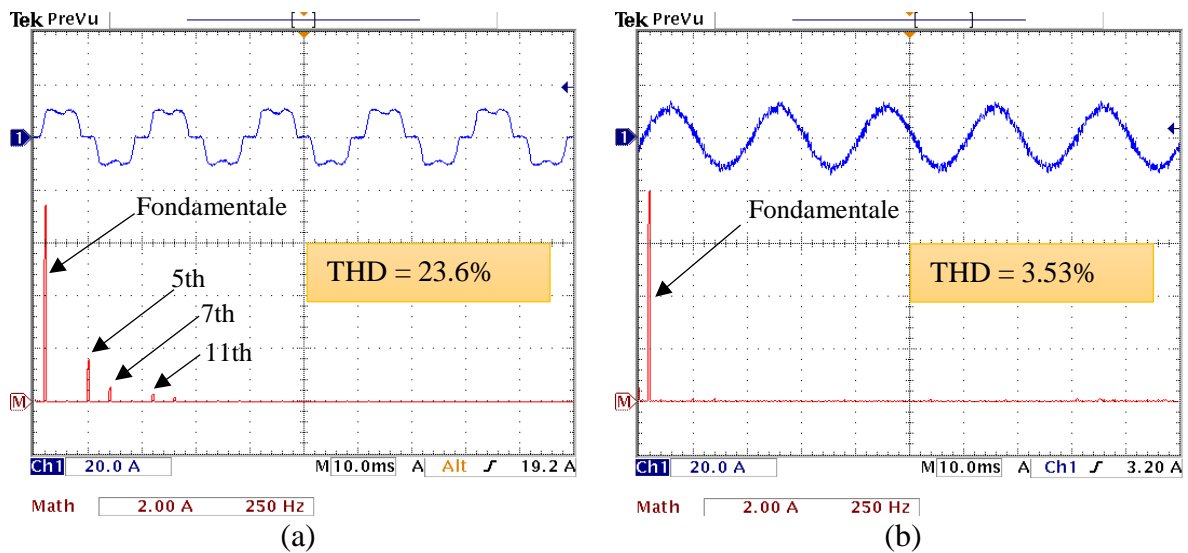 Tek PreVu
1
Fondamentale
THD = 23.6%
5th
7th
11th
M
Ch1 20.0 A M 10.0ms A Alt 19.2 A
Math 2.00 A 250 Hz
(a)
Tek PreVu
1
Fondamentale
THD = 3.53%
M
Ch1 20.0 A M 10.0ms A Ch1 3.20 A
Math 2.00 A 250 Hz
(b)